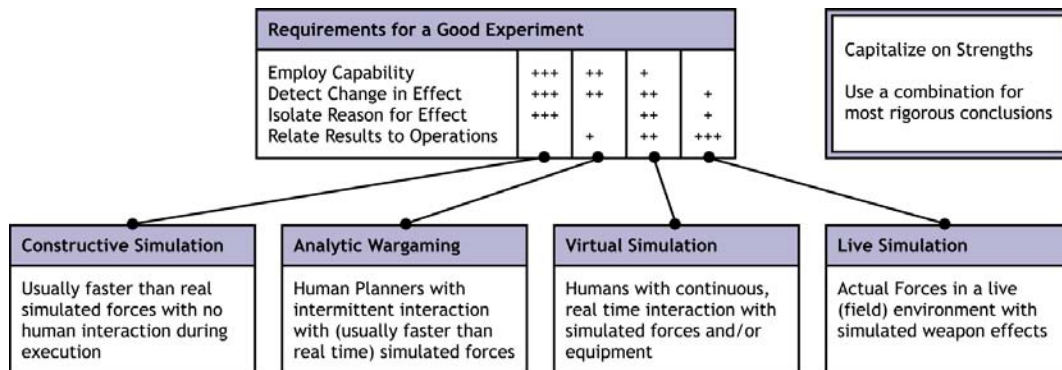 Requirements for a Good Experiment
Employ Capability +++ ++ +
Detect Change in Effect +++ ++ ++ +
Isolate Reason for Effect +++ ++ +
Relate Results to Operations + ++ +++
Capitalize on Strengths
Use a combination for
most rigorous conclusions
Constructive Simulation
Usually faster than real
simulated forces with no
human interaction during
execution
Analytic Wargaming
Human Planners with
intermittent interaction
with (usually faster than
real time) simulated forces
Virtual Simulation
Humans with continuous,
real time interaction with
simulated forces and/or
equipment
Live Simulation
Actual Forces in a live
(field) environment with
simulated weapon effects